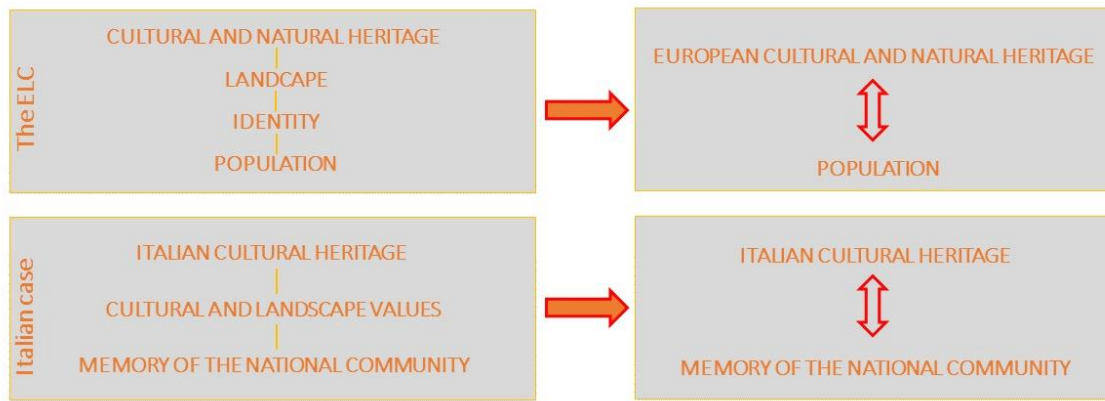 The ELC
CULTURAL AND NATURAL HERITAGE
LANDCAPE
IDENTITY
POPULATION
EUROPEAN CULTURAL AND NATURAL HERITAGE
POPULATION
Italian case
ITALIAN CULTURAL HERITAGE
CULTURAL AND LANDSCAPE VALUES
MEMORY OF THE NATIONAL COMMUNITY
ITALIAN CULTURAL HERITAGE
MEMORY OF THE NATIONAL COMMUNITY